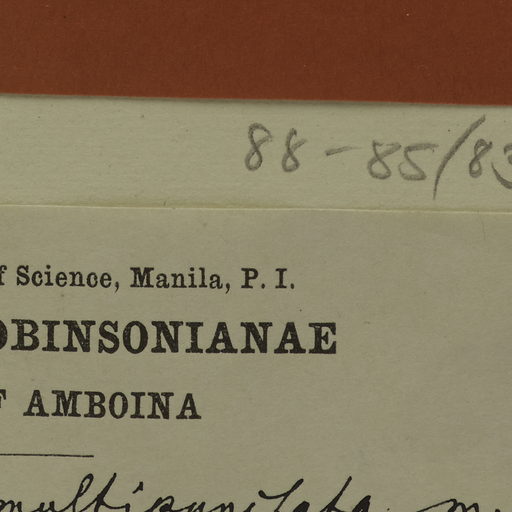 88-85/83
f Science, Manila, P. I.
OBINSONIANAE
F AMBOINA